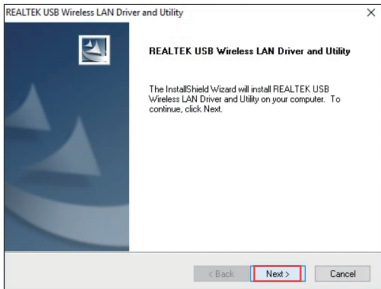 REALTEK USB Wireless LAN Driver and Utility
REALTEK USB Wireless LAN Driver and Utility
The InstallShield Wizard will install REALTEK USB
Wireless LAN Driver and Utility on your computer. To
continue, click Next.
< Back Next > Cancel